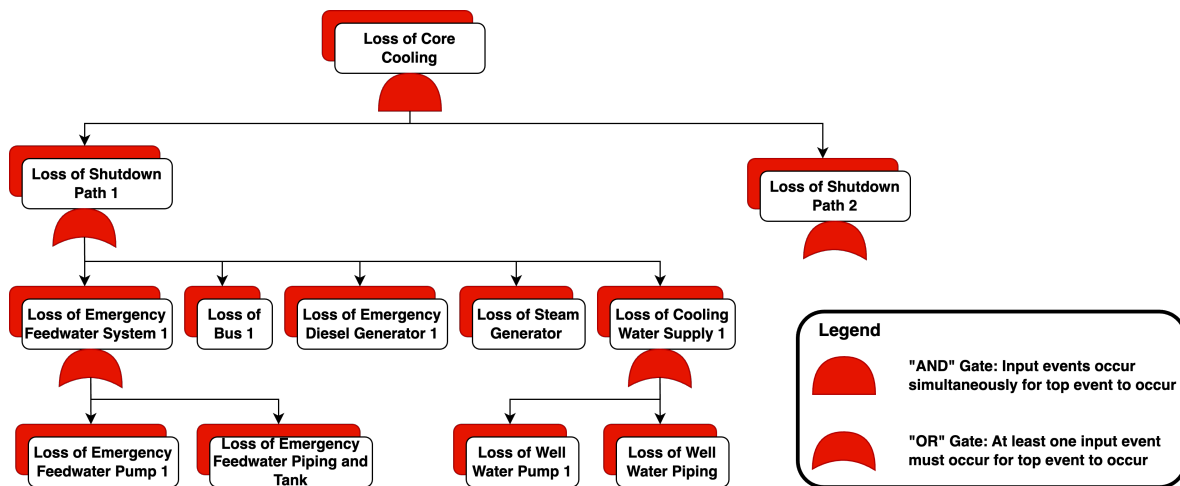 Loss of Core
Cooling
Loss of Shutdown
Path 1
Loss of Shutdown
Path 2
Loss of Emergency
Feedwater System 1
Loss of
Bus 1
Loss of Emergency
Diesel Generator 1
Loss of Steam
Generator
Loss of Cooling
Water Supply 1
Loss of Emergency
Feedwater Pump 1
Loss of Emergency
Feedwater Piping and
Tank
Loss of Well
Water Pump 1
Loss of Well
Water Piping
Legend
"AND" Gate: Input events occur
simultaneously for top event to occur
"OR" Gate: At least one input event
must occur for top event to occur